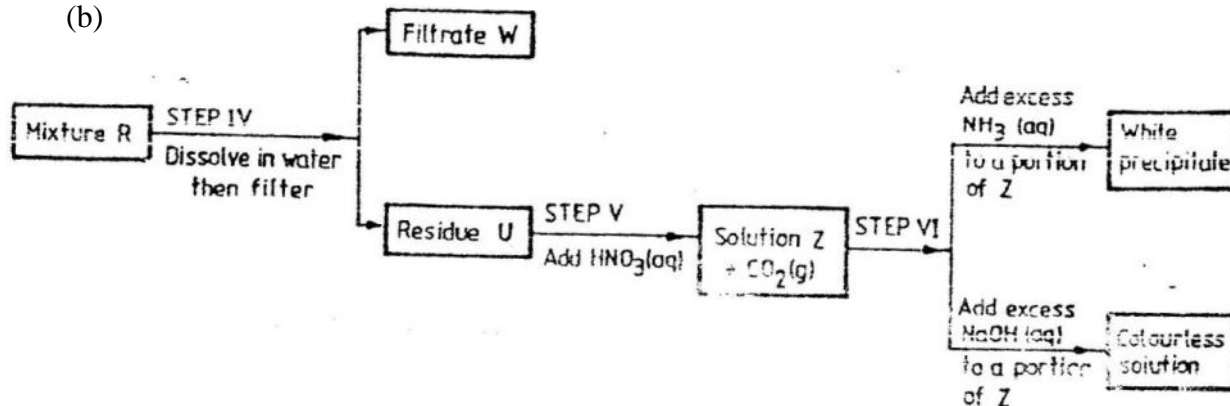 (b)
Filtrate W
Mixture R
STEP IV
Dissolve in water
then filter
Residue U
STEP V
Add HNO3(aq)
Solution Z
+ CO2(g)
STEP VI
Add excess
NH3 (aq)
to a portion
of Z
White
precipitate
Add excess
NaOH (aq)
to a portion
of Z
Colourless
solution